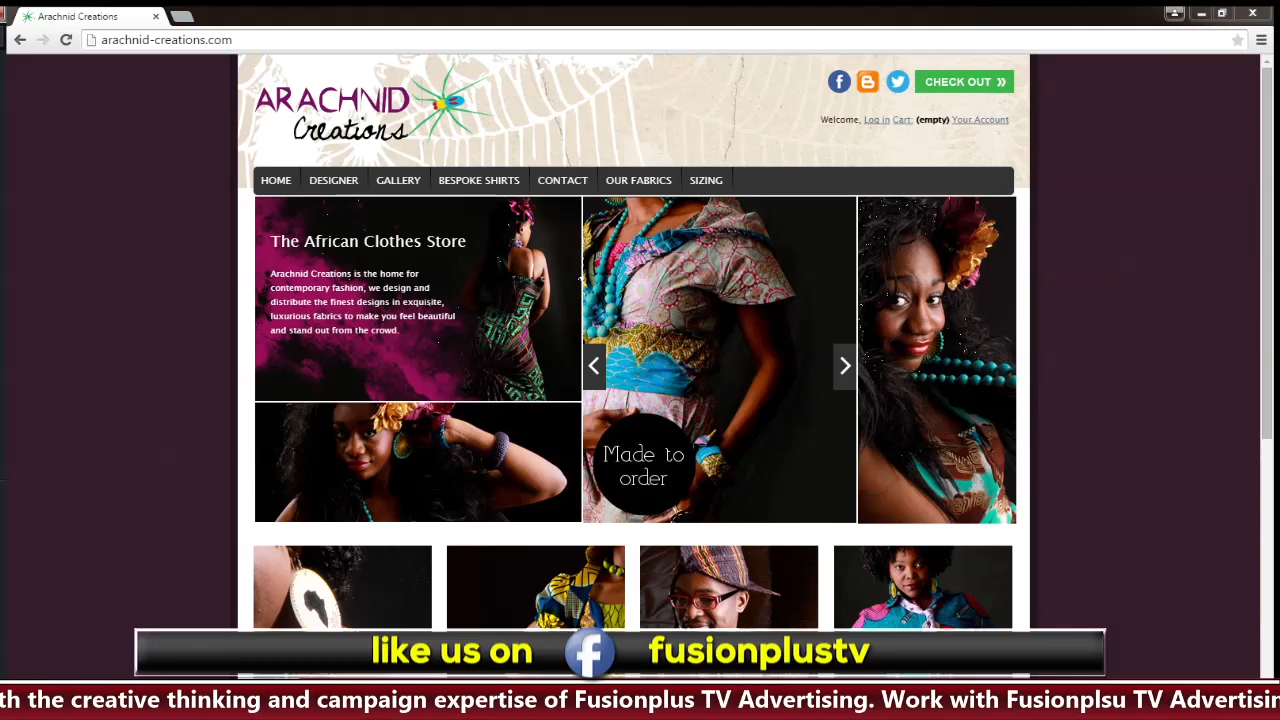 Arachnid Creations
arachnid-creations.com
ARACHNID
Creations
CHECK OUT »
Welcome, Log in Cart: (empty) Your Account
HOME DESIGNER GALLERY BESPOKE SHIRTS CONTACT OUR FABRICS SIZING
The African Clothes Store
Arachnid Creations is the home for
contemporary fashion, we design and
distribute the finest designs in exquisite,
luxurious fabrics to make you feel beautiful
and stand out from the crowd.
Made to
order
like us on f fusionplustv
th the creative thinking and campaign expertise of Fusionplus TV Advertising. Work with Fusionplsu TV Advertisin